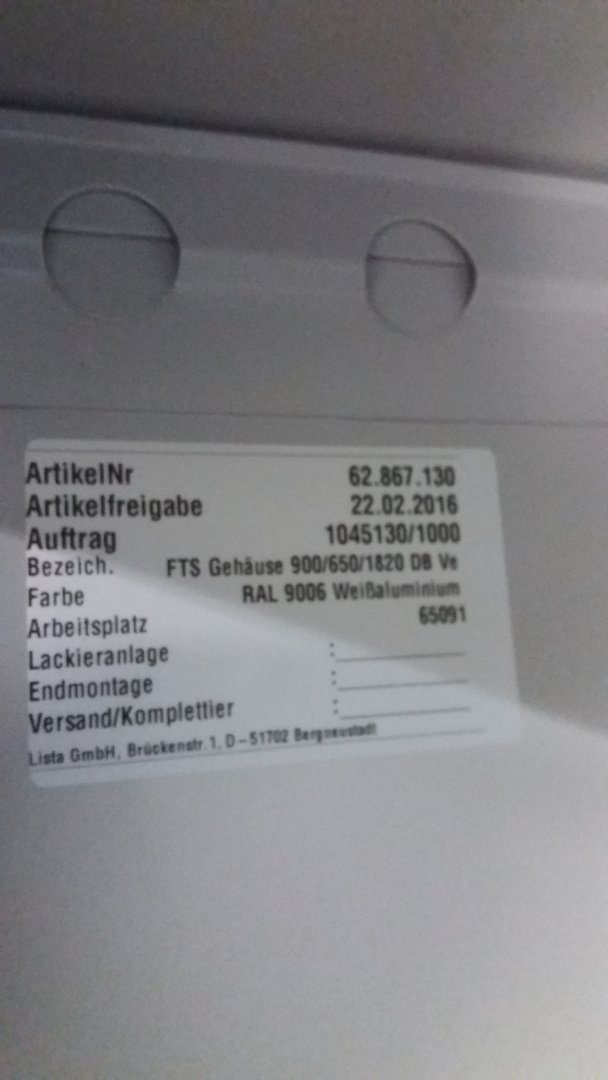 ArtikelNr 62.867.130
Artikelfreigabe 22.02.2016
Auftrag 1045130/1000
Bezeich. FTS Gehäuse 900/650/1820 DB Ve
Farbe RAL 9006 Weißaluminium
Arbeitsplatz 65091
Lackieranlage :
Endmontage :
Versand/Komplettier :
Lista GmbH, Brückenstr. 1, D-51702 Bergneustadt